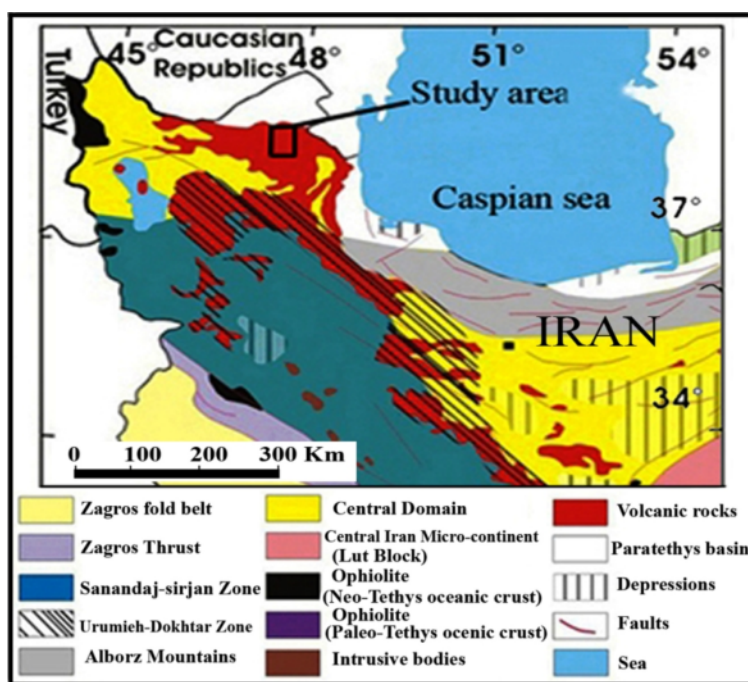 45° Caucasian Republics 48° 51° 54°
Turkey
Study area
Caspian sea
37°
IRAN
34°
0 100 200 300 Km
Zagros fold belt
Central Domain
Volcanic rocks
Zagros Thrust
Central Iran Micro-continent
(Lut Block)
Paratethys basin
Sanandaj-sirjan Zone
Ophiolite
(Neo-Tethys oceanic crust)
Depressions
Urumieh-Dokhtar Zone
Ophiolite
(Paleo-Tethys ocenic crust)
Faults
Alborz Mountains
Intrusive bodies
Sea